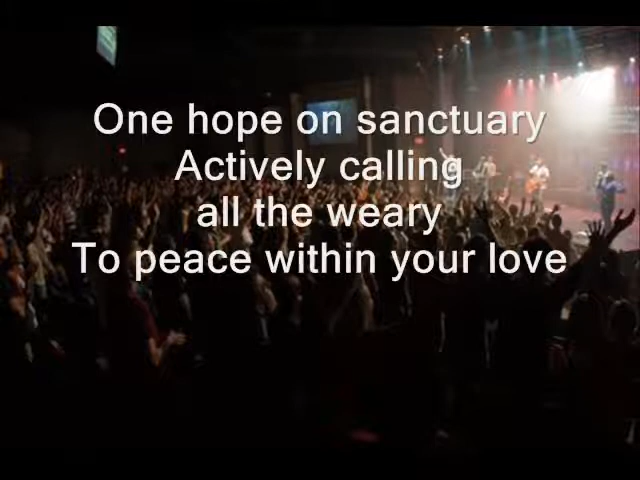 One hope on sanctuary
Actively calling
all the weary
To peace within your love